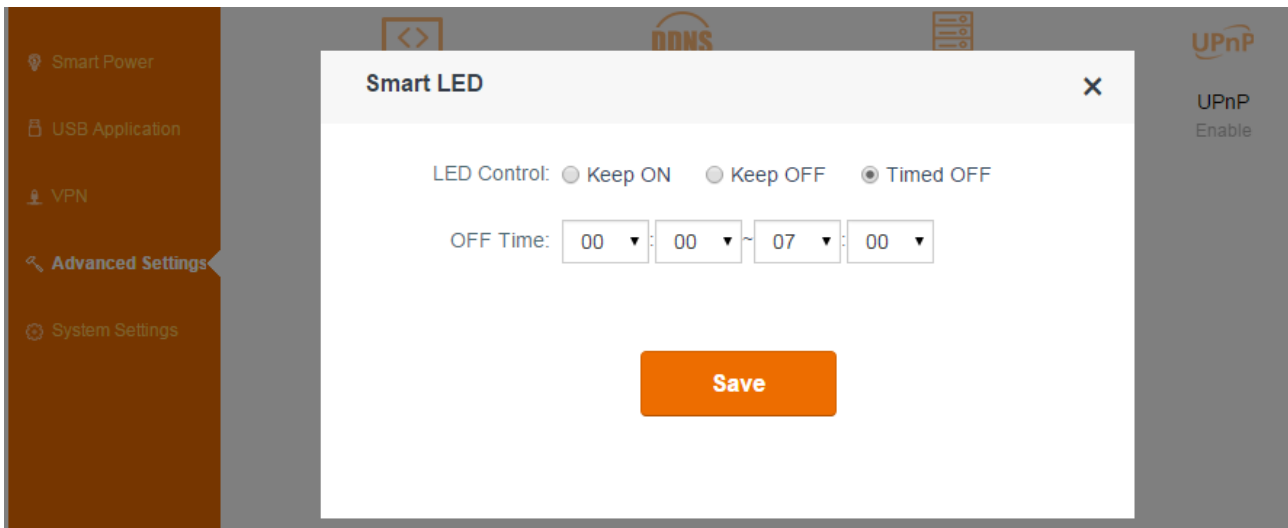 Smart Power
USB Application
VPN
Advanced Settings
System Settings
DDNS
UPnP
UPnP
Enable
Smart LED
LED Control: Keep ON Keep OFF Timed OFF
OFF Time: 00 : 00 ~ 07 : 00
Save